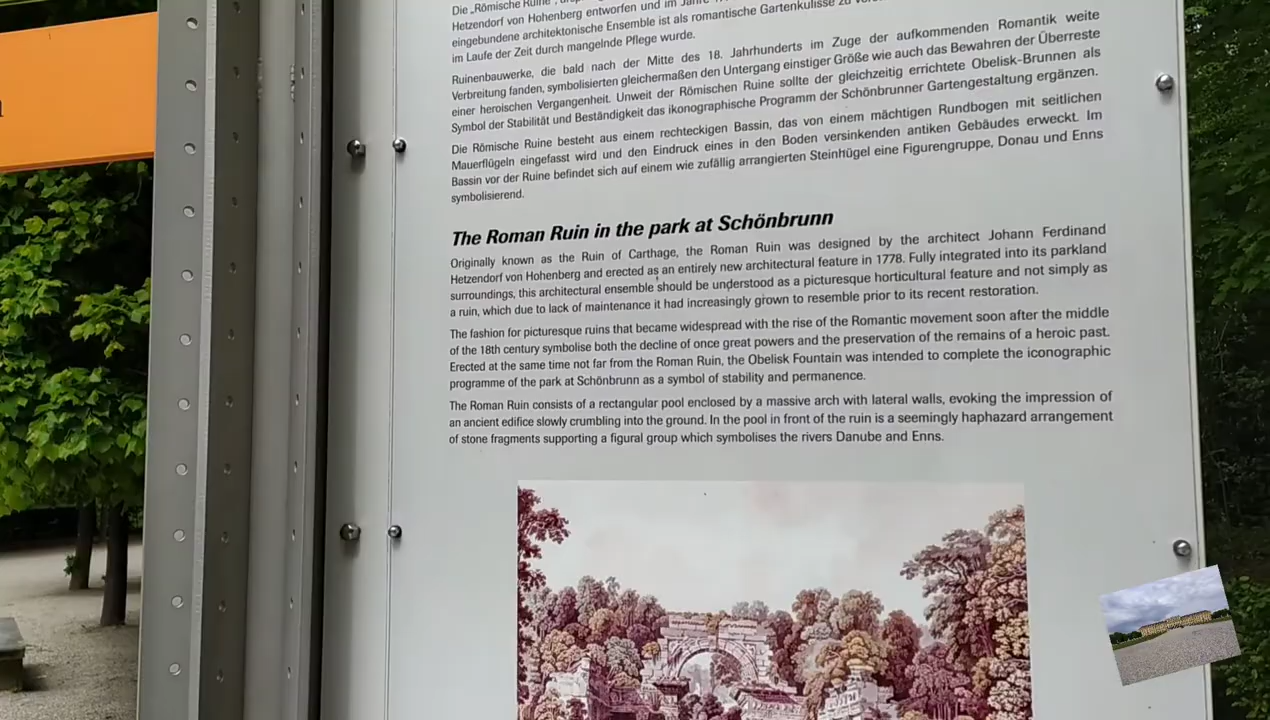 Die „Römische Ruine“,
Hetzendorf von Hohenberg entworfen und im Jahre
eingebundene architektonische Ensemble ist als romantische Gartenkulisse zu
im Laufe der Zeit durch mangelnde Pflege wurde.
Ruinenbauwerke, die bald nach der Mitte des 18. Jahrhunderts im Zuge der aufkommenden Romantik weite
Verbreitung fanden, symbolisierten gleichermaßen den Untergang einstiger Größe wie auch das Bewahren der Überreste
einer heroischen Vergangenheit. Unweit der Römischen Ruine sollte der gleichzeitig errichtete Obelisk-Brunnen als
Symbol der Stabilität und Beständigkeit das ikonographische Programm der Schönbrunner Gartengestaltung ergänzen.
Die Römische Ruine besteht aus einem rechteckigen Bassin, das von einem mächtigen Rundbogen mit seitlichen
Mauerflügeln eingefasst wird und den Eindruck eines in den Boden versinkenden antiken Gebäudes erweckt. Im
Bassin vor der Ruine befindet sich auf einem wie zufällig arrangierten Steinhügel eine Figurengruppe, Donau und Enns
symbolisierend.
The Roman Ruin in the park at Schönbrunn
Originally known as the Ruin of Carthage, the Roman Ruin was designed by the architect Johann Ferdinand
Hetzendorf von Hohenberg and erected as an entirely new architectural feature in 1778. Fully integrated into its parkland
surroundings, this architectural ensemble should be understood as a picturesque horticultural feature and not simply as
a ruin, which due to lack of maintenance it had increasingly grown to resemble prior to its recent restoration.
The fashion for picturesque ruins that became widespread with the rise of the Romantic movement soon after the middle
of the 18th century symbolise both the decline of once great powers and the preservation of the remains of a heroic past.
Erected at the same time not far from the Roman Ruin, the Obelisk Fountain was intended to complete the iconographic
programme of the park at Schönbrunn as a symbol of stability and permanence.
The Roman Ruin consists of a rectangular pool enclosed by a massive arch with lateral walls, evoking the impression of
an ancient edifice slowly crumbling into the ground. In the pool in front of the ruin is a seemingly haphazard arrangement
of stone fragments supporting a figural group which symbolises the rivers Danube and Enns.